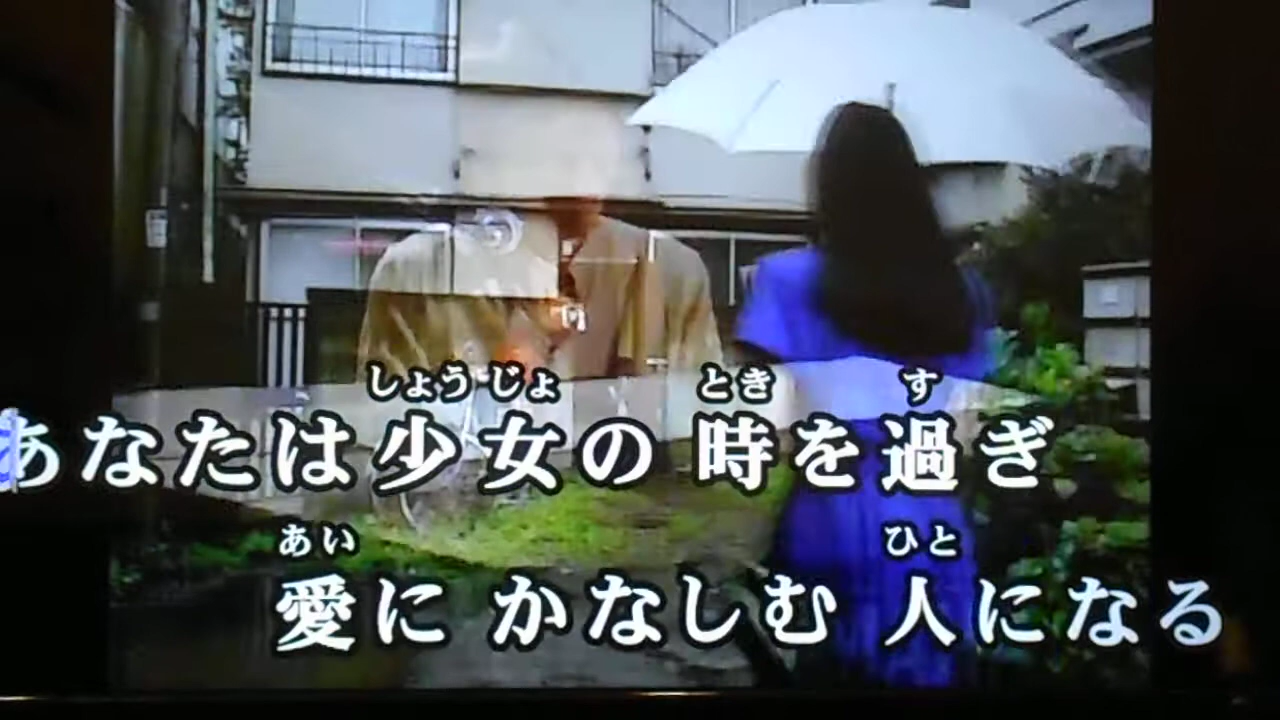 しょうじょ とき す
あなたは少女の 時を過ぎ
あい ひと
愛に かなしむ 人になる